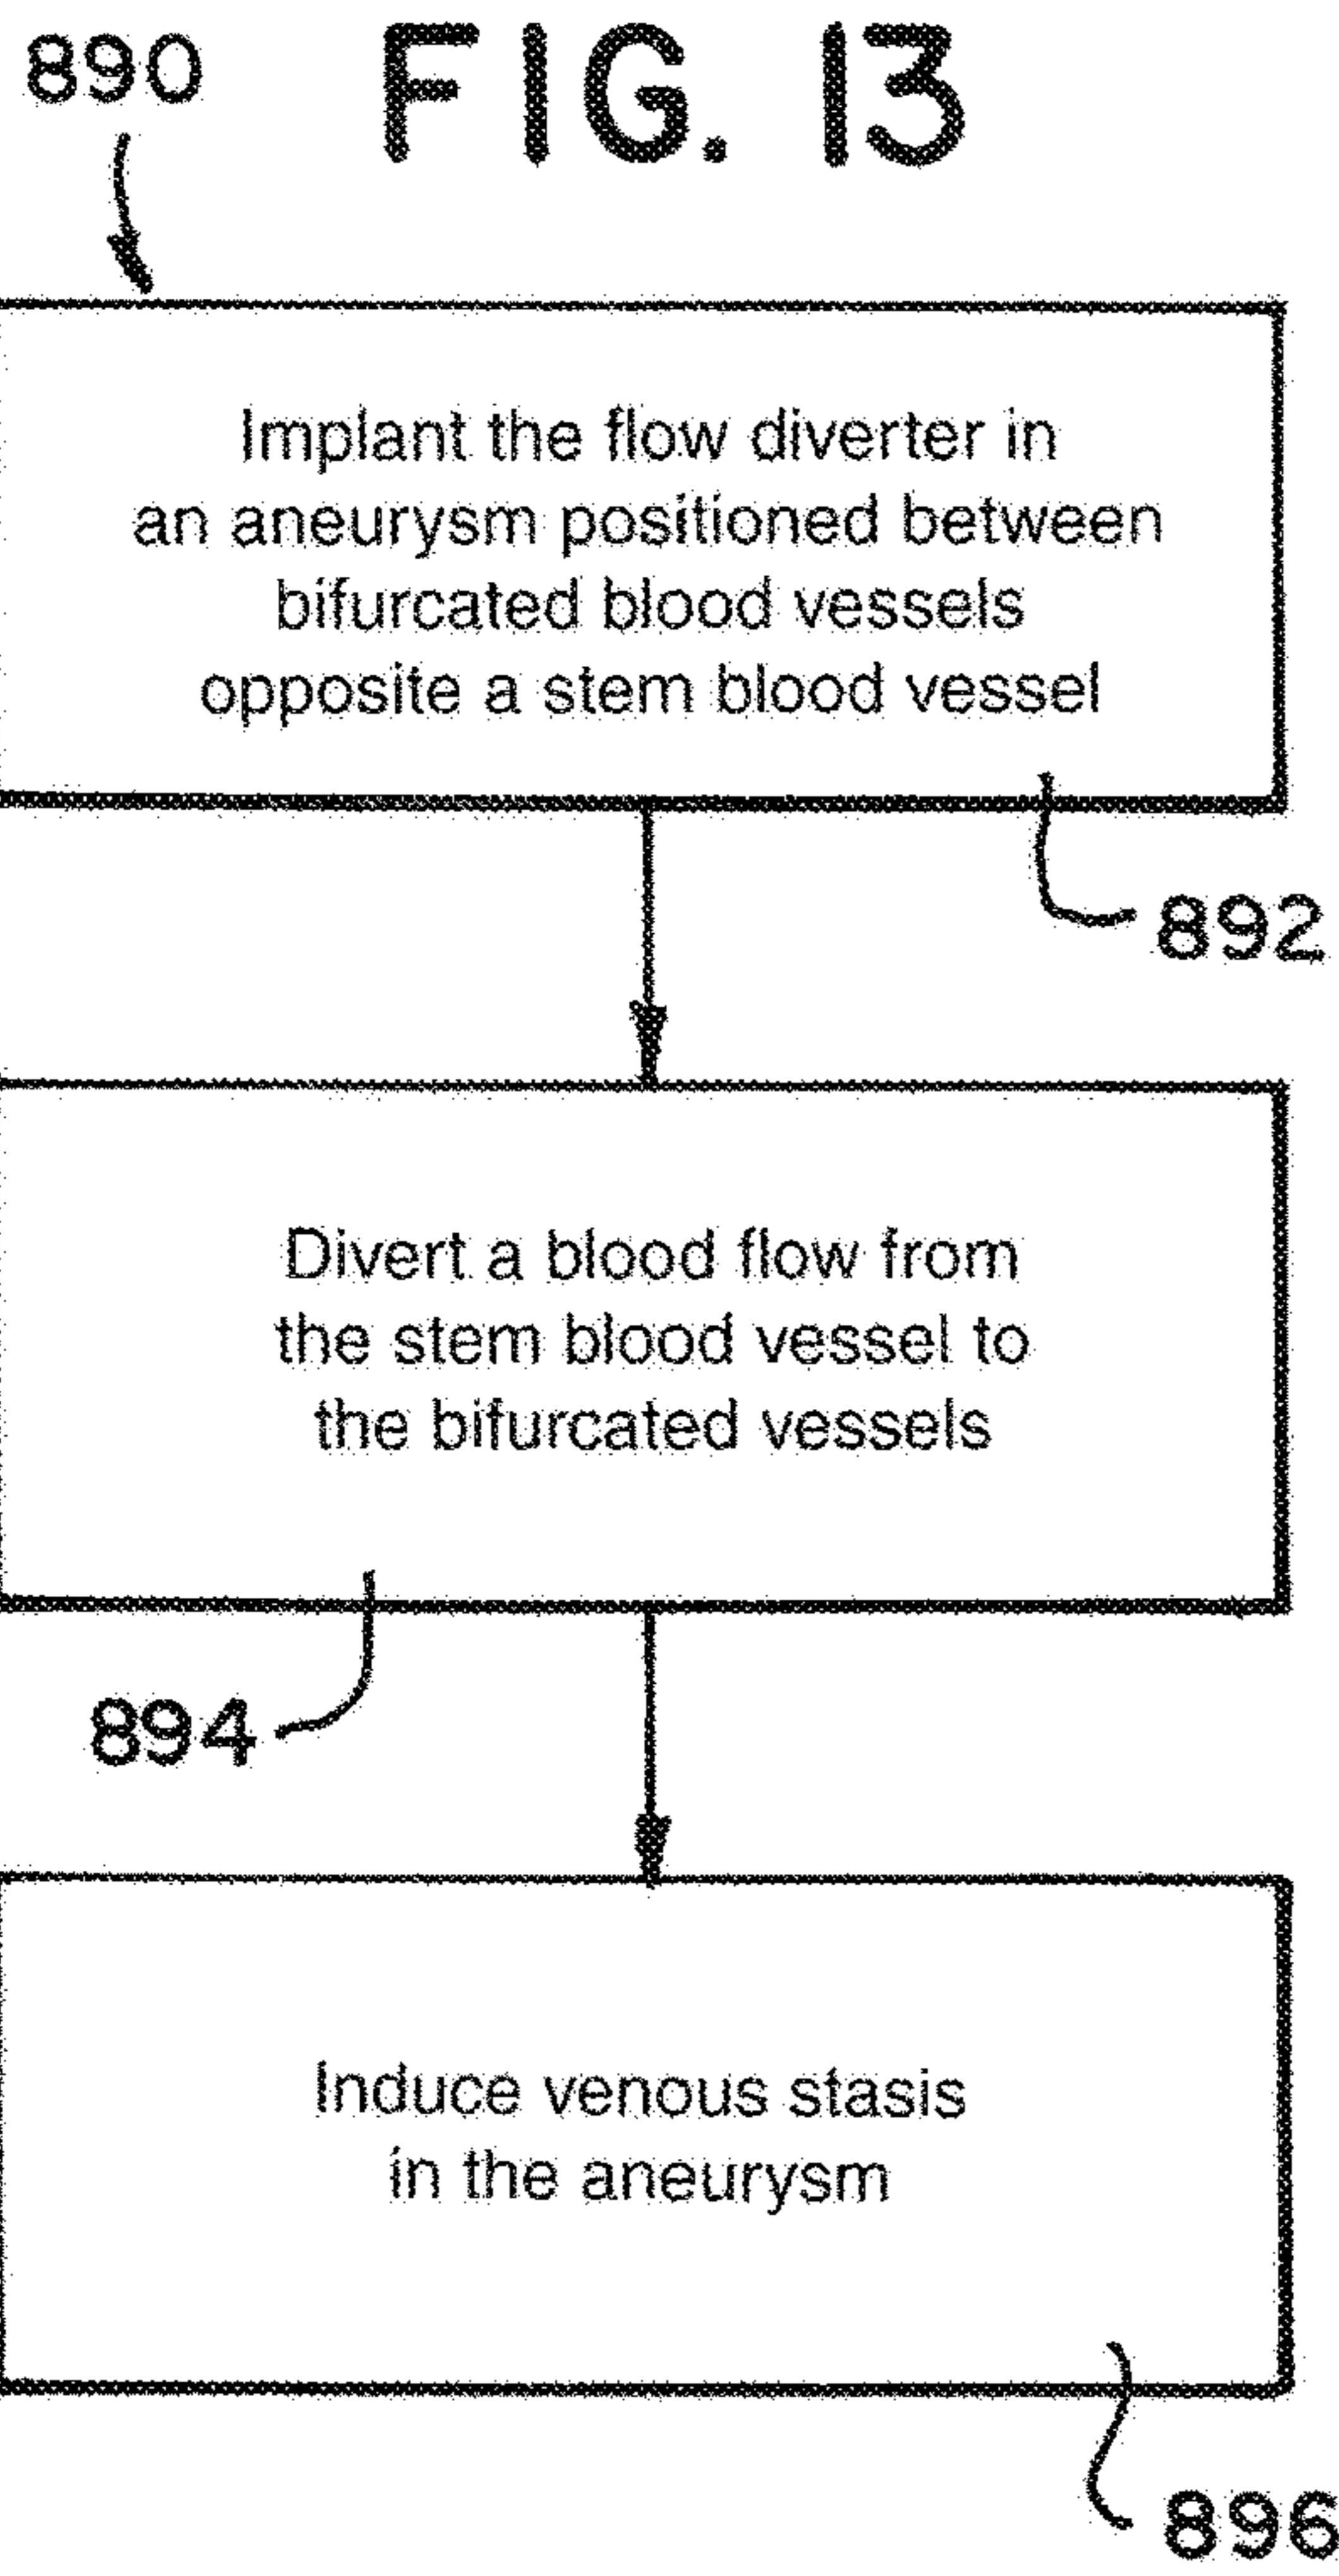 890
FIG. 13
Implant the flow diverter in
an aneurysm positioned between
bifurcated blood vessels
opposite a stem blood vessel
892
Divert a blood flow from
the stem blood vessel to
the bifurcated vessels
894
Induce venous stasis
in the aneurysm
896